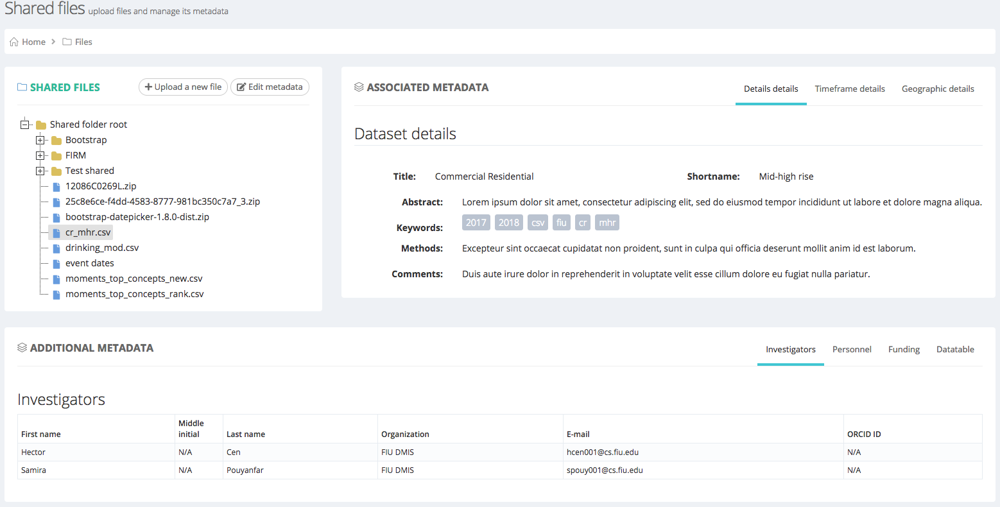 Shared files upload files and manage its metadata
Home > Files
SHARED FILES
Upload a new file
Edit metadata
Shared folder root
Bootstrap
FIRM
Test shared
12086C0269L.zip
25c8e6ce-f4dd-4583-8777-981bc350c7a7_3.zip
bootstrap-datepicker-1.8.0-dist.zip
cr_mhr.csv
drinking_mod.csv
event dates
moments_top_concepts_new.csv
moments_top_concepts_rank.csv
ASSOCIATED METADATA
Details details Timeframe details Geographic details
Dataset details
Title: Commercial Residential Shortname: Mid-high rise
Abstract: Lorem ipsum dolor sit amet, consectetur adipiscing elit, sed do eiusmod tempor incididunt ut labore et dolore magna aliqua.
Keywords: 2017 2018 csv fiu cr mhr
Methods: Excepteur sint occaecat cupidatat non proident, sunt in culpa qui officia deserunt mollit anim id est laborum.
Comments: Duis aute irure dolor in reprehenderit in voluptate velit esse cillum dolore eu fugiat nulla pariatur.
ADDITIONAL METADATA
Investigators Personnel Funding Datatable
Investigators
First name Middle initial Last name Organization E-mail ORCID ID
Hector N/A Cen FIU DMIS hcen001@cs.fiu.edu N/A
Samira N/A Pouyanfar FIU DMIS spouy001@cs.fiu.edu N/A